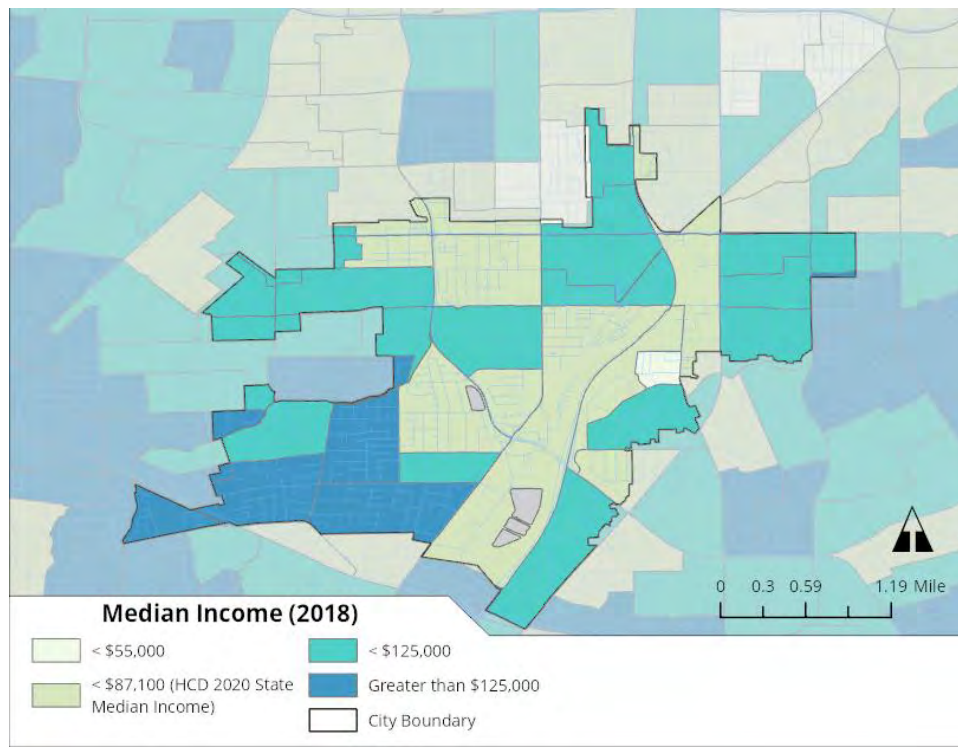 0 0.3 0.59 1.19 Mile
Median Income (2018)
< $55,000
< $87,100 (HCD 2020 State
Median Income)
< $125,000
Greater than $125,000
City Boundary